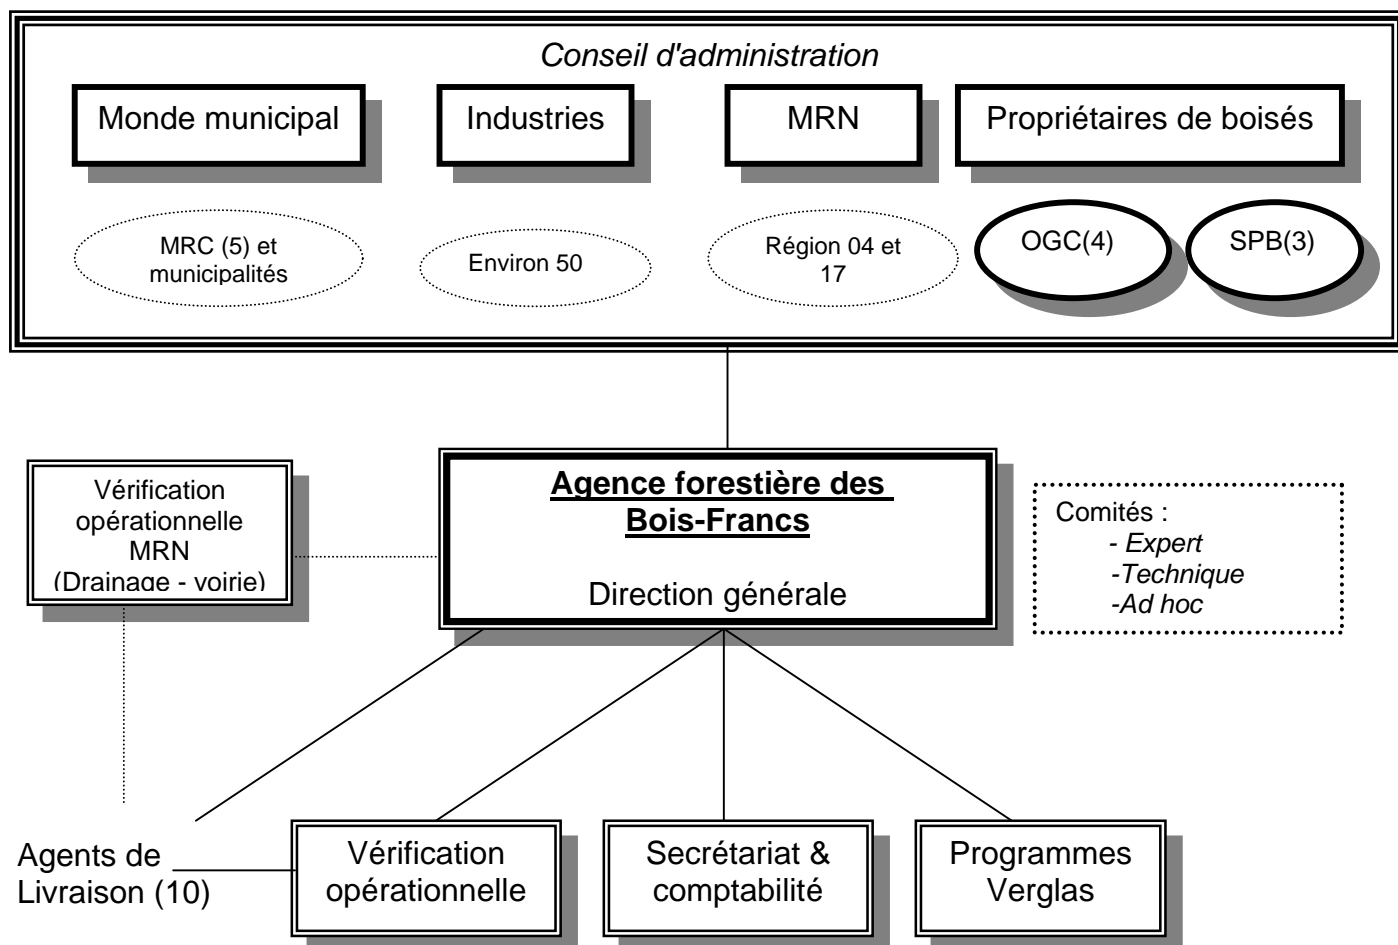 Conseil d'administration
Monde municipal
Industries
MRN
Propriétaires de boisés
MRC (5) et
municipalités
Environ 50
Région 04 et
17
OGC(4)
SPB(3)
Vérification
opérationnelle
MRN
(Drainage - voirie)
Agence forestière des
Bois-Francs
Direction générale
Comités :
- Expert
-Technique
-Ad hoc
Agents de
Livraison (10)
Vérification
opérationnelle
Secrétariat &
comptabilité
Programmes
Verglas